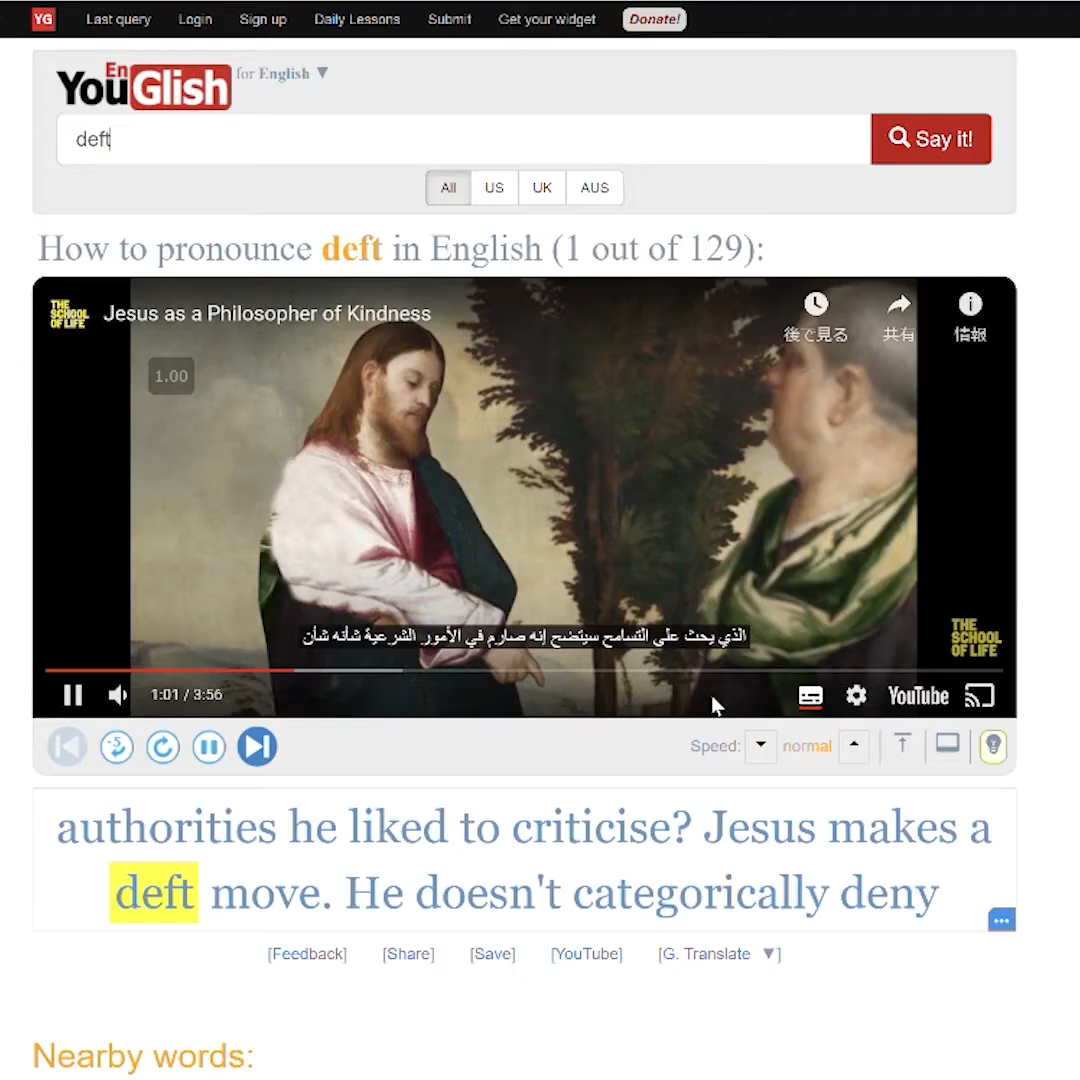 YG Last query Login Sign up Daily Lessons Submit Get your widget Donate!
YouGlish En for English ▼
deft Say it!
All US UK AUS
How to pronounce deft in English (1 out of 129):
THE SCHOOL OF LIFE Jesus as a Philosopher of Kindness
後で見る 共有 情報
1.00
الذي يحث على التسامح سيتضح إنه صارم في الأمور الشرعية شأنه شأن
THE
SCHOOL
OF LIFE
1:01 / 3:56 YouTube
5 Speed: normal
authorities he liked to criticise? Jesus makes a
deft move. He doesn't categorically deny
[Feedback] [Share] [Save] [YouTube] [G. Translate ▼]
Nearby words: